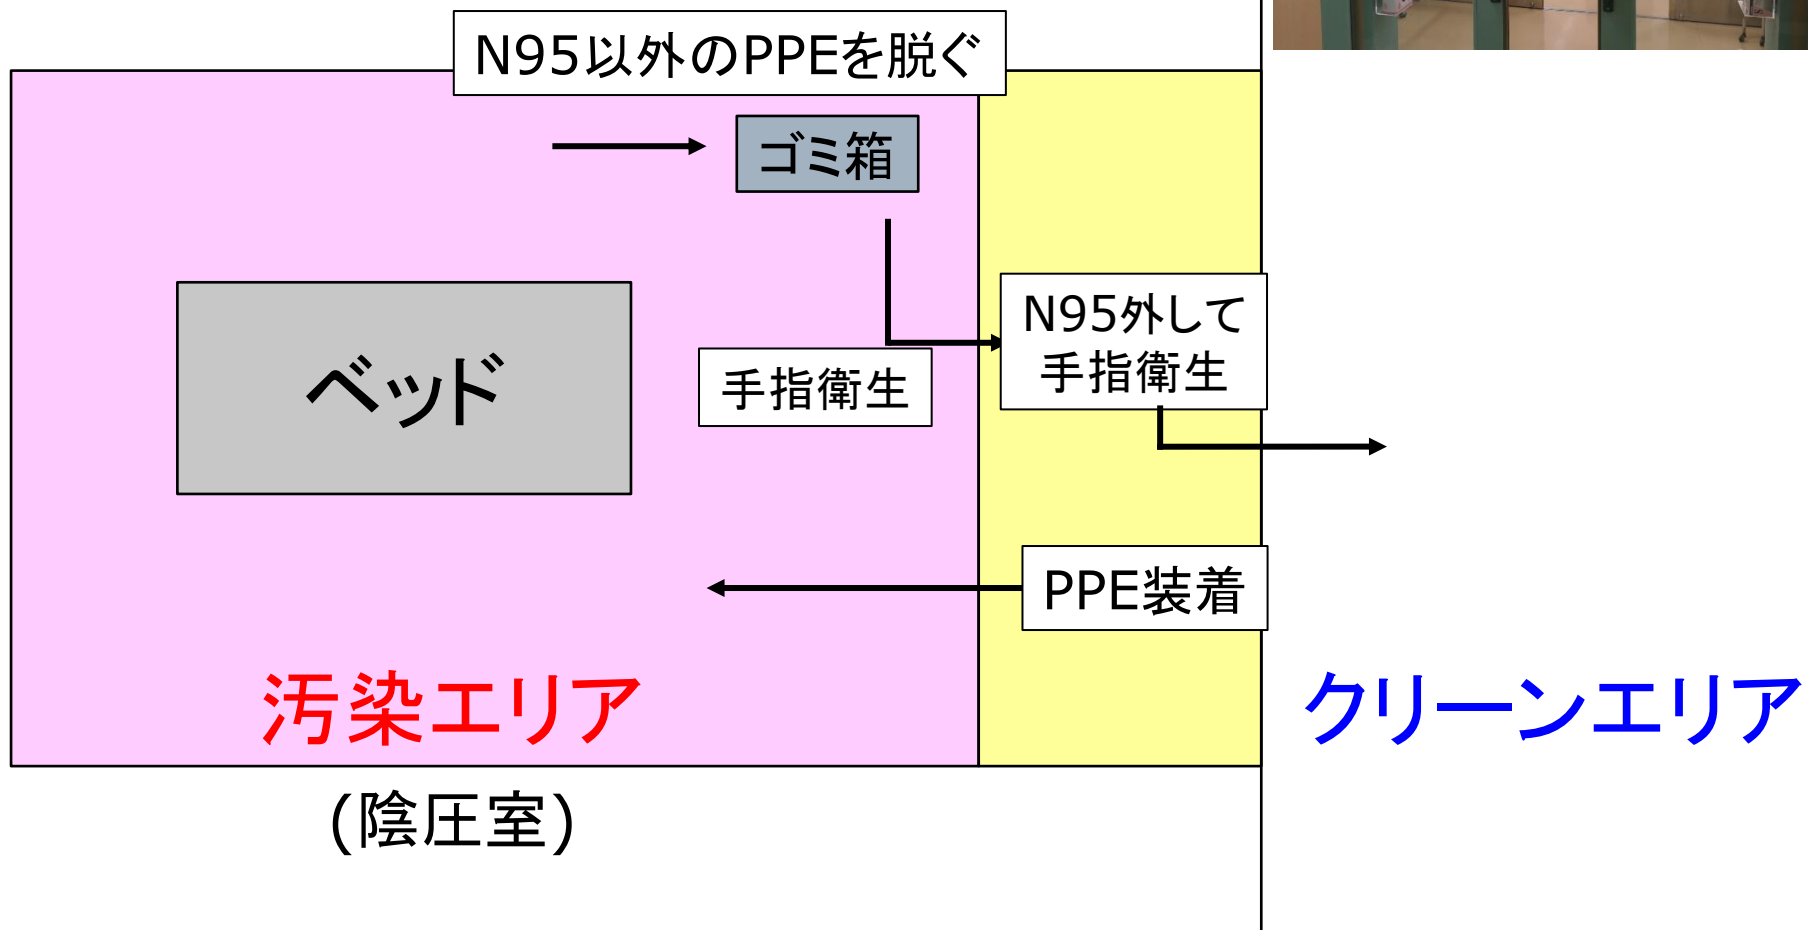 N95以外のPPEを脱ぐ
ゴミ箱
N95外して
手指衛生
手指衛生
ベッド
PPE装着
汚染エリア
クリーンエリア
(陰圧室)